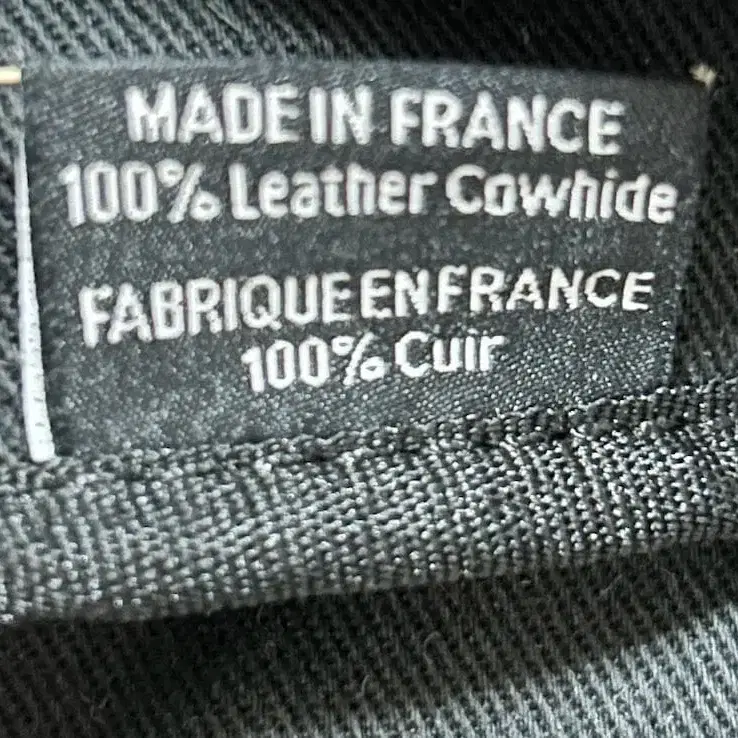 MADE IN FRANCE
100% Leather Cowhide
FABRIQUE EN FRANCE
100% Cuir